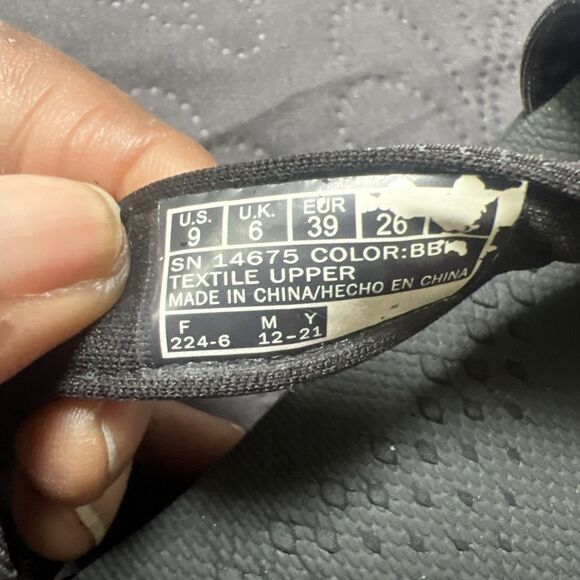 U.S. U.K. EUR
9 6 39 26
SN 14675 COLOR:BB
TEXTILE UPPER
MADE IN CHINA/HECHO EN CHINA
F M Y
224-6 12-21